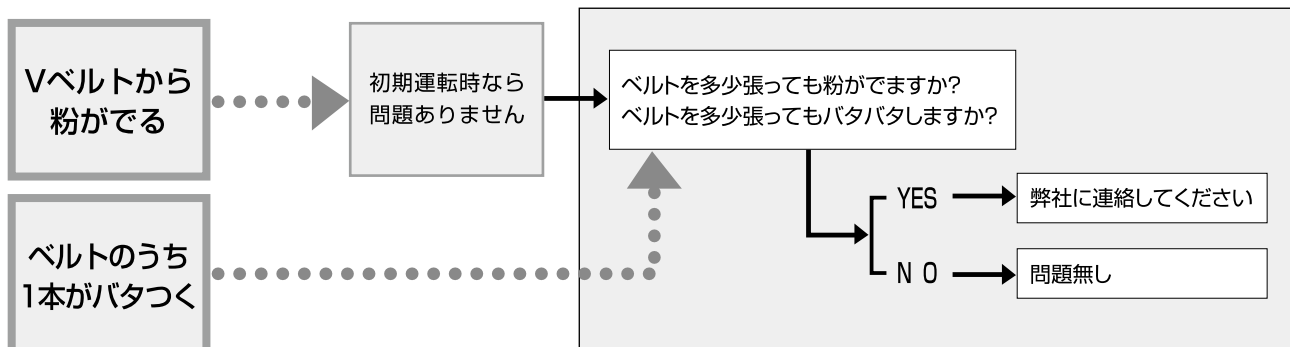 Vベルトから
粉がでる
初期運転時なら
問題ありません
ベルトを多少張っても粉がでますか?
ベルトを多少張ってもバタバタしますか?
YES
弊社に連絡してください
ベルトのうち
1本がバタつく
NO
問題無し